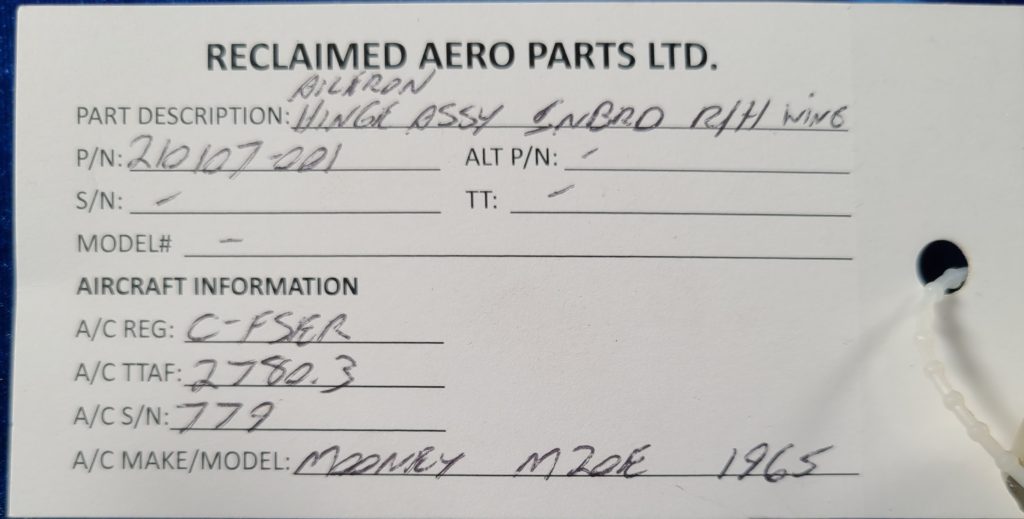 RECLAIMED AERO PARTS LTD.
AILERON
PART DESCRIPTION: HINGE ASSY INBRD R/H WING
P/N: 210107-001 ALT P/N: -
S/N: - TT: -
MODEL# -
AIRCRAFT INFORMATION
A/C REG: C-FSER
A/C TTAF: 2780.3
A/C S/N: 779
A/C MAKE/MODEL: MOONEY M20E 1965